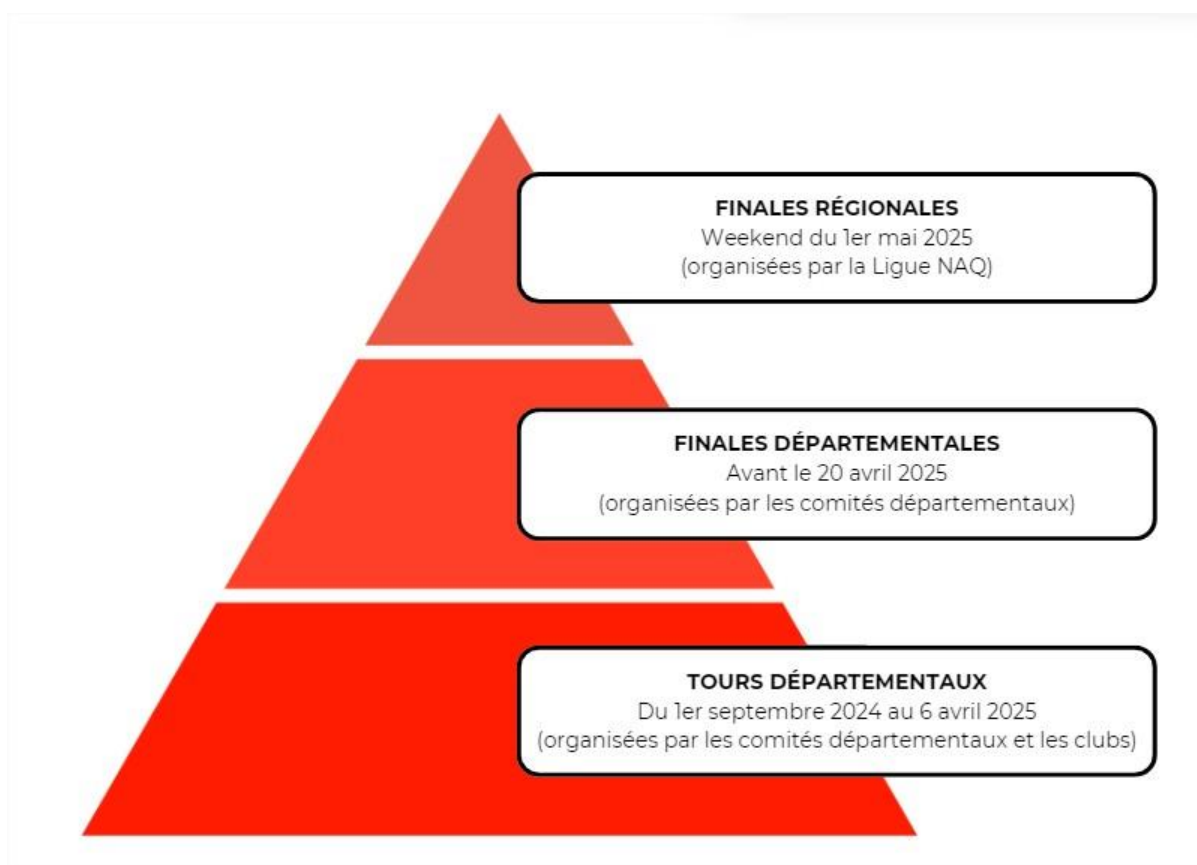 FINALES RÉGIONALES
Weekend du 1er mai 2025
(organisées par la Ligue NAQ)
FINALES DÉPARTEMENTALES
Avant le 20 avril 2025
(organisées par les comités départementaux)
TOURS DÉPARTEMENTAUX
Du 1er septembre 2024 au 6 avril 2025
(organisées par les comités départementaux et les clubs)